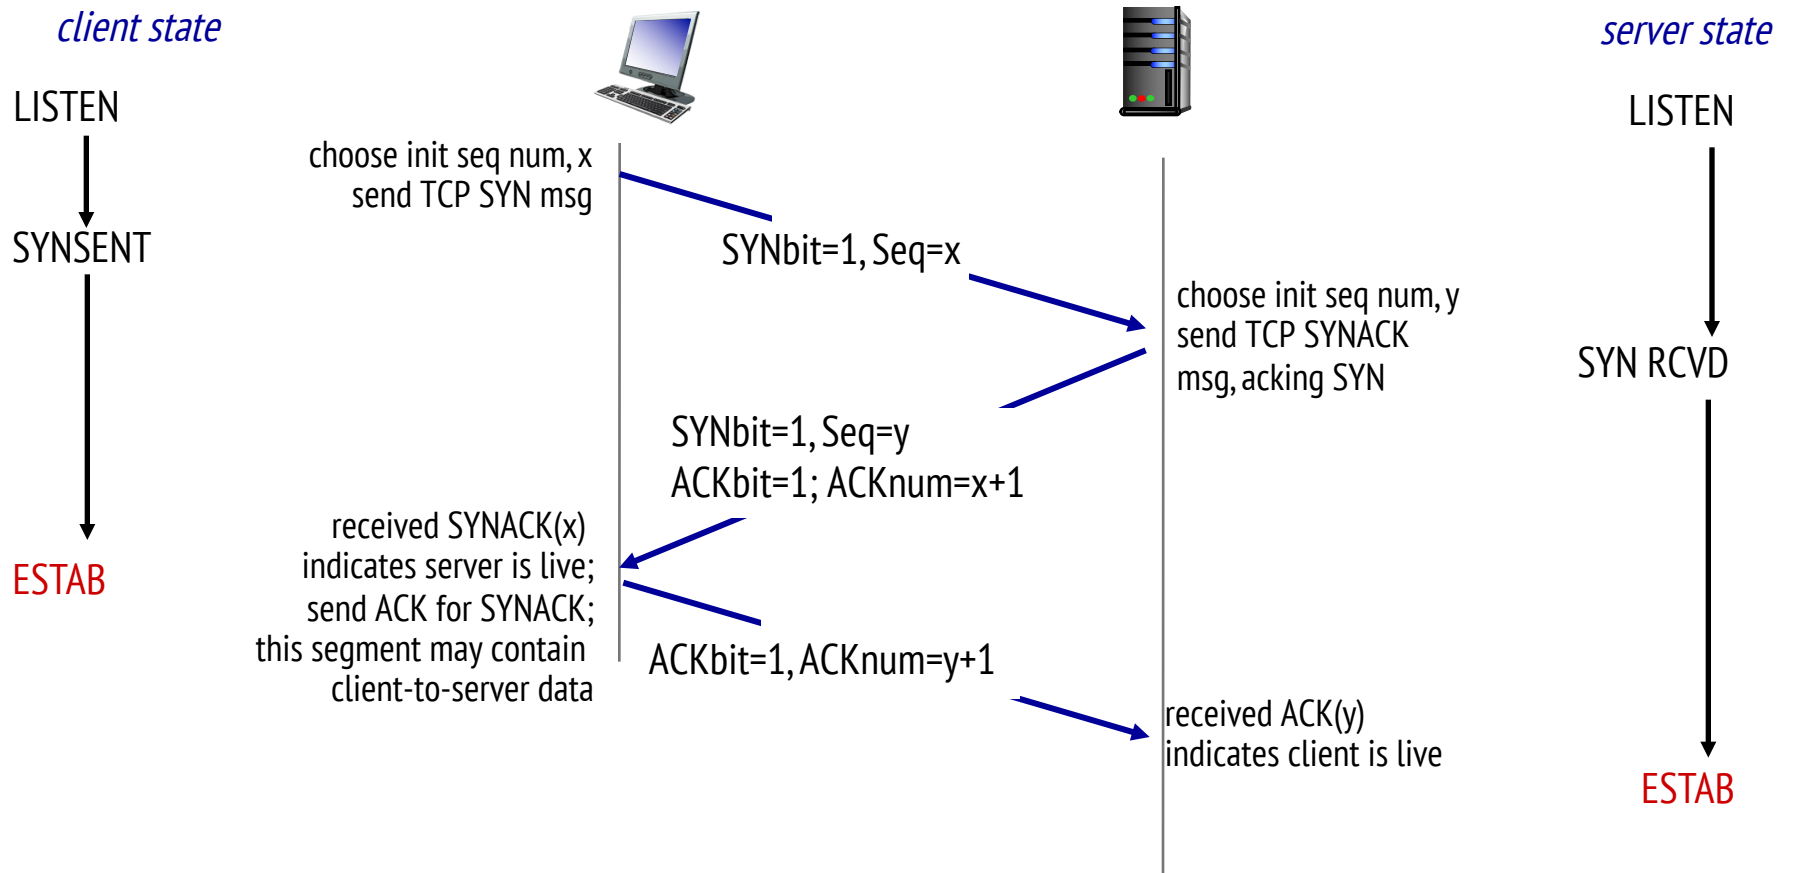 client state
server state
LISTEN
LISTEN
choose init seq num, x
send TCP SYN msg
SYNSENT
SYNbit=1, Seq=x
choose init seq num, y
send TCP SYNACK
msg, acking SYN
SYN RCVD
SYNbit=1, Seq=y
ACKbit=1; ACKnum=x+1
received SYNACK(x)
indicates server is live;
send ACK for SYNACK;
this segment may contain
client-to-server data
ESTAB
ACKbit=1, ACKnum=y+1
received ACK(y)
indicates client is live
ESTAB